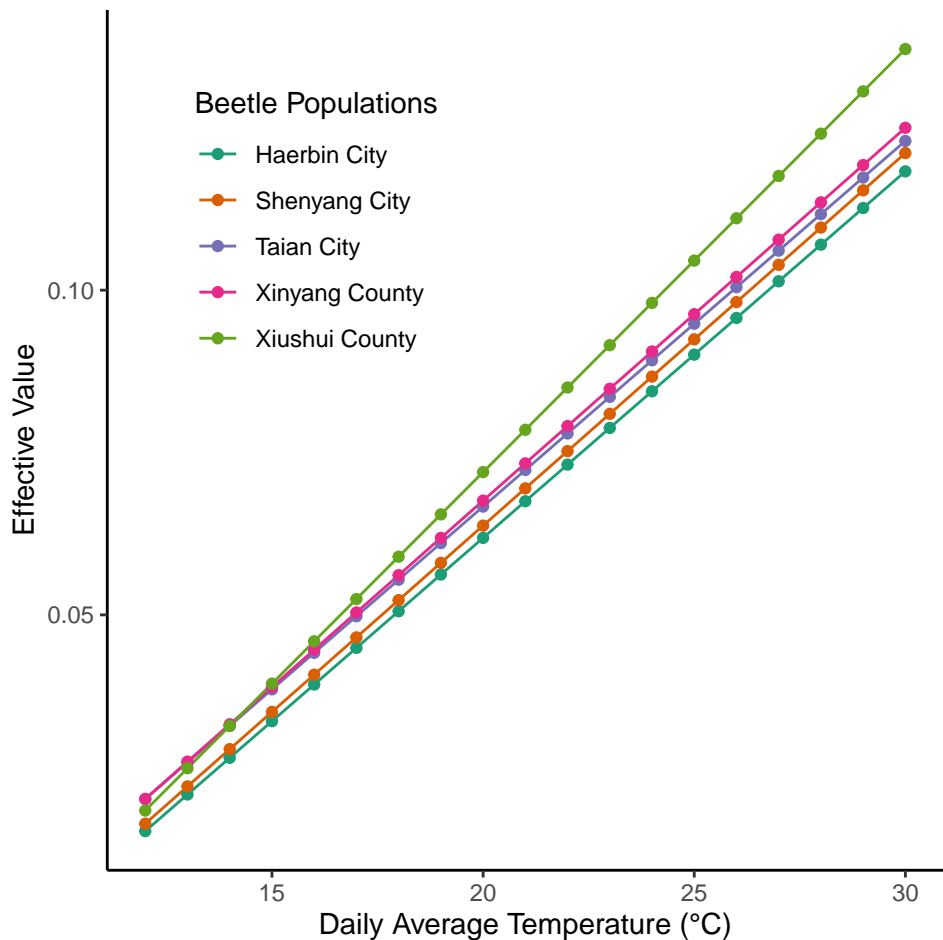 Beetle Populations
Haerbin City
Shenyang City
Taian City
Xinyang County
Xiushui County
0.10
0.05
Effective Value
15 20 25 30
Daily Average Temperature (°C)